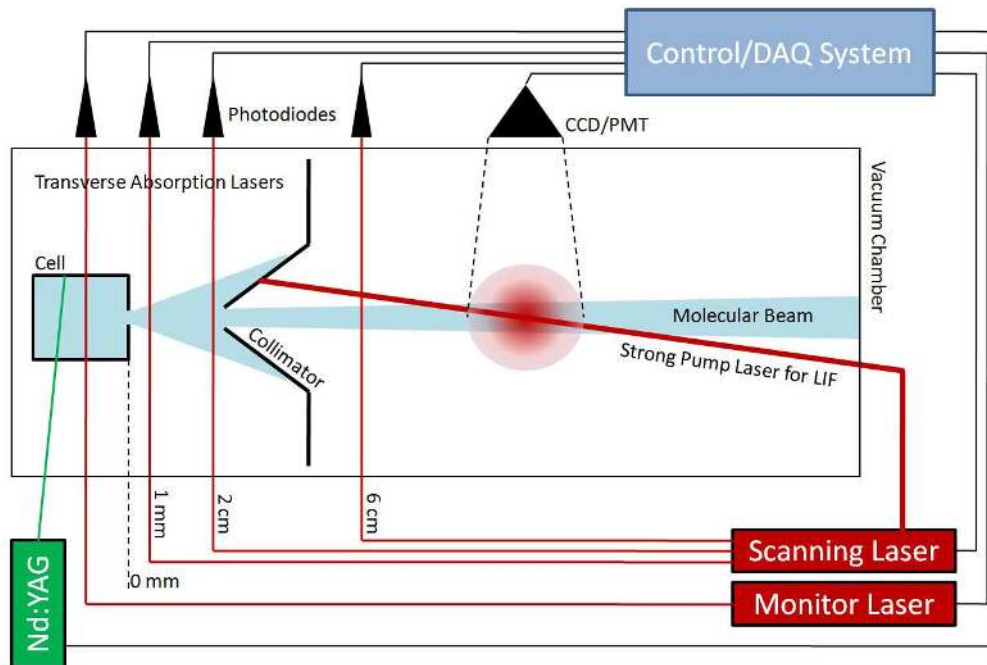 Control/DAQ System
Photodiodes
CCD/PMT
Transverse Absorption Lasers
Vacuum Chamber
Cell
Molecular Beam
Collimator
Strong Pump Laser for LIF
1 mm
2 cm
6 cm
0 mm
Scanning Laser
Monitor Laser
Nd:YAG